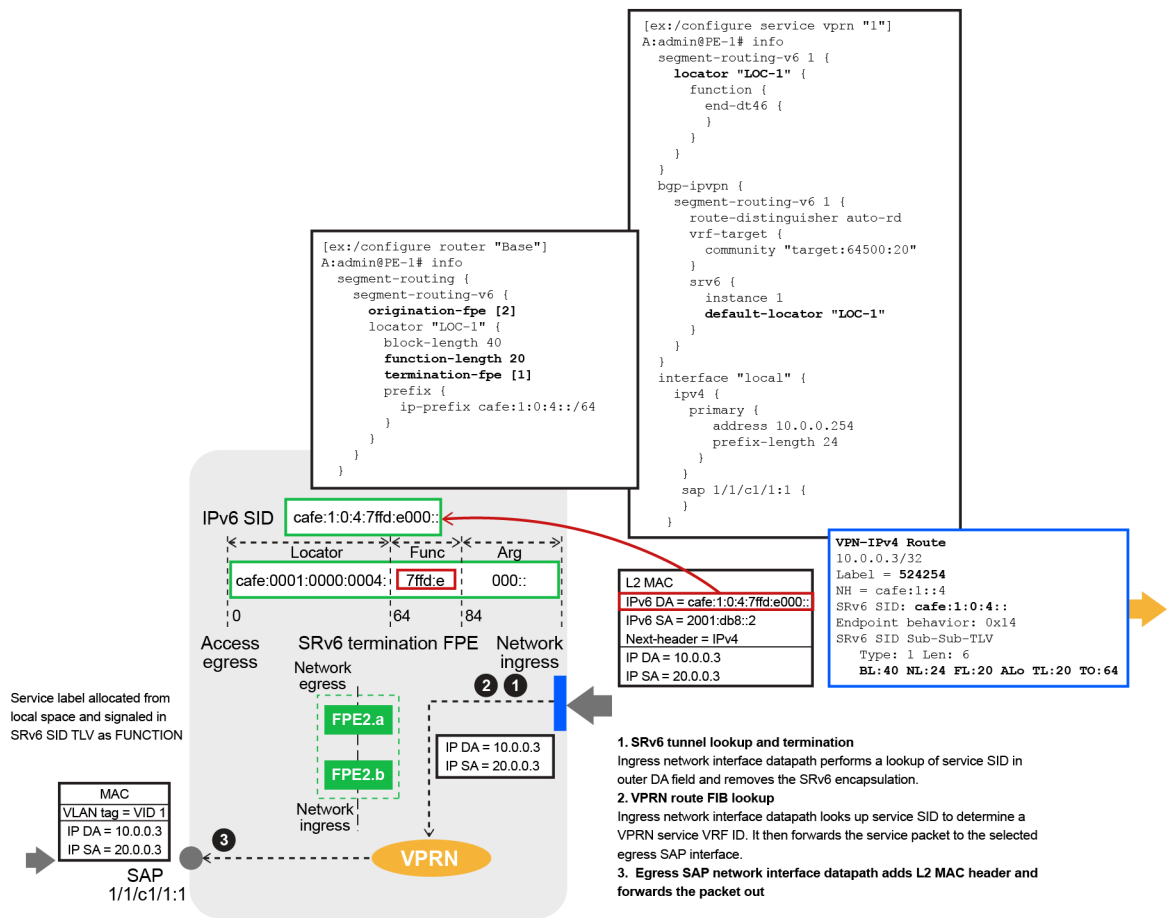 [ex:/configure service vprn "1"]
A:admin@PE-1# info
segment-routing-v6 1 {
locator "LOC-1" {
function {
end-dt46 {
}
}
}
}
bgp-ipvpn {
segment-routing-v6 1 {
route-distinguisher auto-rd
vrf-target {
community "target:64500:20"
}
srv6 {
instance 1
default-locator "LOC-1"
}
}
}
interface "local" {
ipv4 {
primary {
address 10.0.0.254
prefix-length 24
}
}
sap 1/1/c1/1:1 {
}
}
[ex:/configure router "Base"]
A:admin@PE-1# info
segment-routing {
segment-routing-v6 {
origination-fpe [2]
locator "LOC-1" {
block-length 40
function-length 20
termination-fpe [1]
prefix {
ip-prefix cafe:1:0:4::/64
}
}
}
}
IPv6 SID
cafe:1:0:4:7ffd:e000::
Locator
Func
Arg
cafe:0001:0000:0004:
7ffd:e
000::
0
64
84
Access
egress
SRv6 termination FPE
Network
ingress
Network
egress
FPE2.a
FPE2.b
Network
ingress
2
1
IP DA = 10.0.0.3
IP SA = 20.0.0.3
VPRN
3
L2 MAC
IPv6 DA = cafe:1:0:4:7ffd:e000::
IPv6 SA = 2001:db8::2
Next-header = IPv4
IP DA = 10.0.0.3
IP SA = 20.0.0.3
VPN-IPv4 Route
10.0.0.3/32
Label = 524254
NH = cafe:1::4
SRv6 SID: cafe:1:0:4::
Endpoint behavior: 0x14
SRv6 SID Sub-Sub-TLV
Type: 1 Len: 6
BL:40 NL:24 FL:20 ALo TL:20 TO:64
Service label allocated from
local space and signaled in
SRv6 SID TLV as FUNCTION
MAC
VLAN tag = VID 1
IP DA = 10.0.0.3
IP SA = 20.0.0.3
SAP
1/1/c1/1:1
1. SRv6 tunnel lookup and termination
Ingress network interface datapath performs a lookup of service SID in
outer DA field and removes the SRv6 encapsulation.
2. VPRN route FIB lookup
Ingress network interface datapath looks up service SID to determine a
VPRN service VRF ID. It then forwards the service packet to the selected
egress SAP interface.
3. Egress SAP network interface datapath adds L2 MAC header and
forwards the packet out